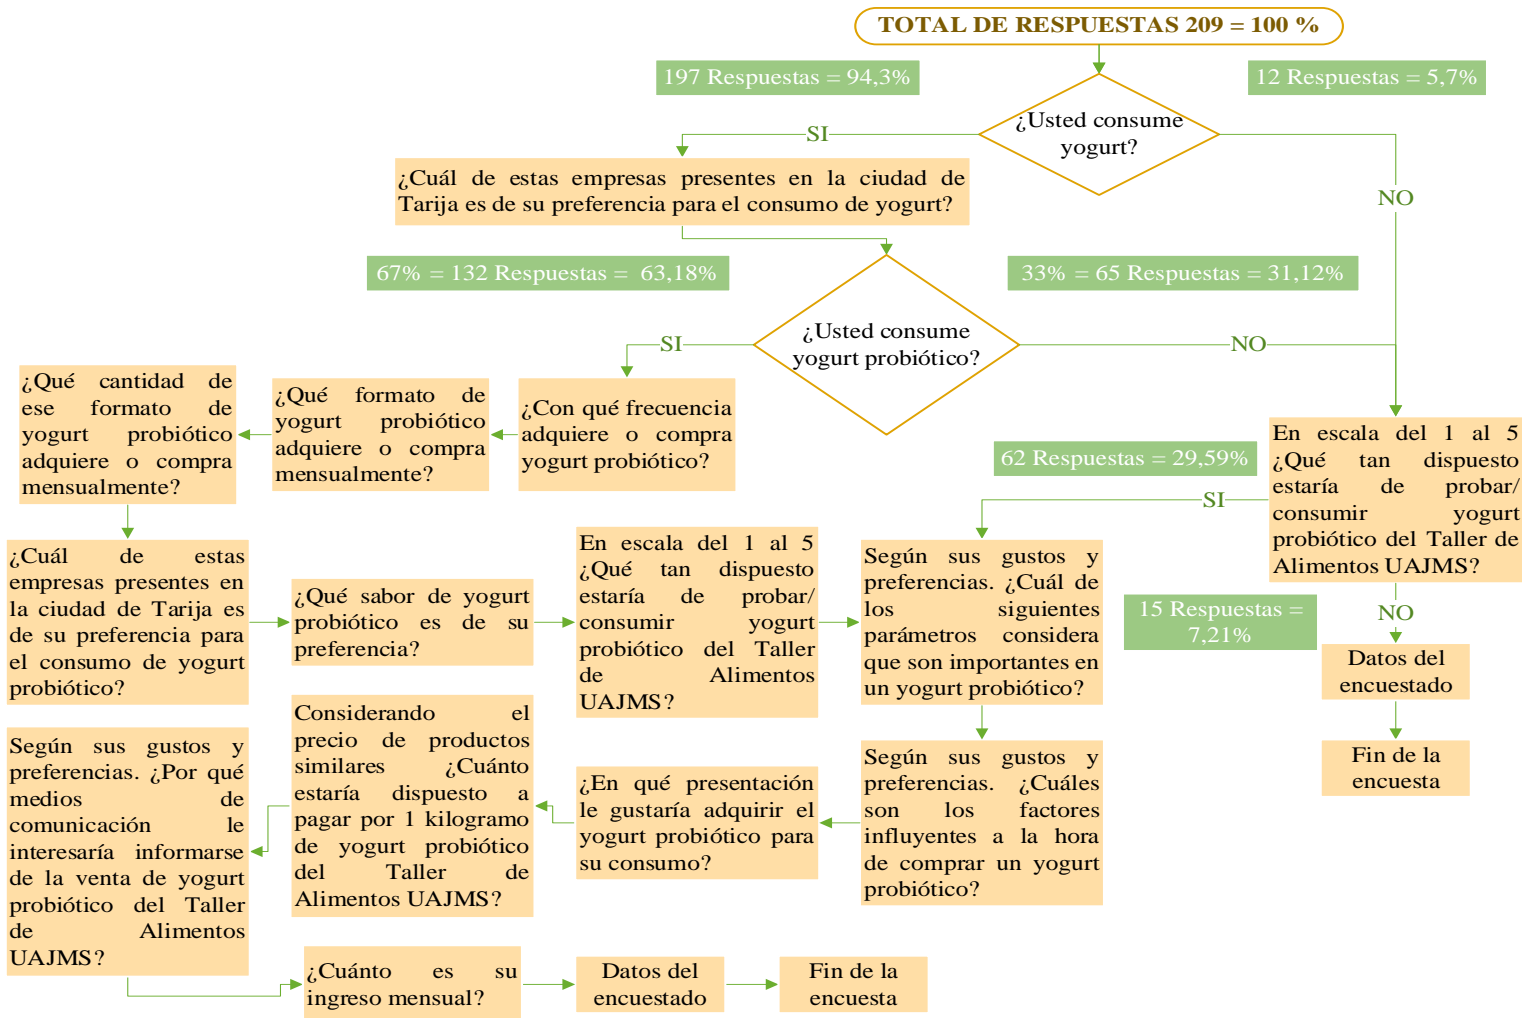 TOTAL DE RESPUESTAS 209 = 100 %
197 Respuestas = 94,3%
12 Respuestas = 5,7%
¿Usted consume
yogurt?
SI
NO
¿Cuál de estas empresas presentes en la ciudad de
Tarija es de su preferencia para el consumo de yogurt?
67% = 132 Respuestas = 63,18%
33% = 65 Respuestas = 31,12%
¿Usted consume
yogurt probiótico?
SI
NO
¿Con qué frecuencia
adquiere o compra
yogurt probiótico?
¿Qué formato de
yogurt probiótico
adquiere o compra
mensualmente?
¿Qué cantidad de
ese formato de
yogurt probiótico
adquiere o compra
mensualmente?
¿Cuál de estas
empresas presentes en
la ciudad de Tarija es
de su preferencia para
el consumo de yogurt
probiótico?
¿Qué sabor de yogurt
probiótico es de su
preferencia?
En escala del 1 al 5
¿Qué tan dispuesto
estaría de probar/
consumir yogurt
probiótico del Taller
de Alimentos
UAJMS?
En escala del 1 al 5
¿Qué tan dispuesto
estaría de probar/
consumir yogurt
probiótico del Taller de
Alimentos UAJMS?
62 Respuestas = 29,59%
SI
15 Respuestas =
7,21%
NO
Datos del
encuestado
Fin de la
encuesta
Según sus gustos y
preferencias. ¿Cuál de
los siguientes
parámetros considera
que son importantes en
un yogurt probiótico?
Según sus gustos y
preferencias. ¿Cuáles
son los factores
influyentes a la hora
de comprar un yogurt
probiótico?
¿En qué presentación
le gustaría adquirir el
yogurt probiótico para
su consumo?
Considerando el
precio de productos
similares ¿Cuánto
estaría dispuesto a
pagar por 1 kilogramo
de yogurt probiótico
del Taller de
Alimentos UAJMS?
Según sus gustos y
preferencias. ¿Por qué
medios de
comunicación le
interesaría informarse
de la venta de yogurt
probiótico del Taller
de Alimentos
UAJMS?
¿Cuánto es su
ingreso mensual?
Datos del
encuestado
Fin de la
encuesta